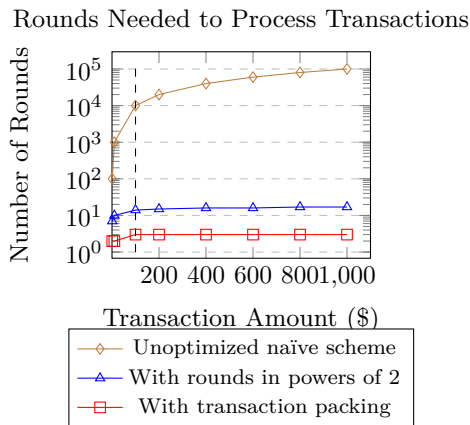 Rounds Needed to Process Transactions
Number of Rounds
10^5
10^4
10^3
10^2
10^1
10^0
200 400 600 800 1,000
Transaction Amount ($)
Unoptimized naïve scheme
With rounds in powers of 2
With transaction packing